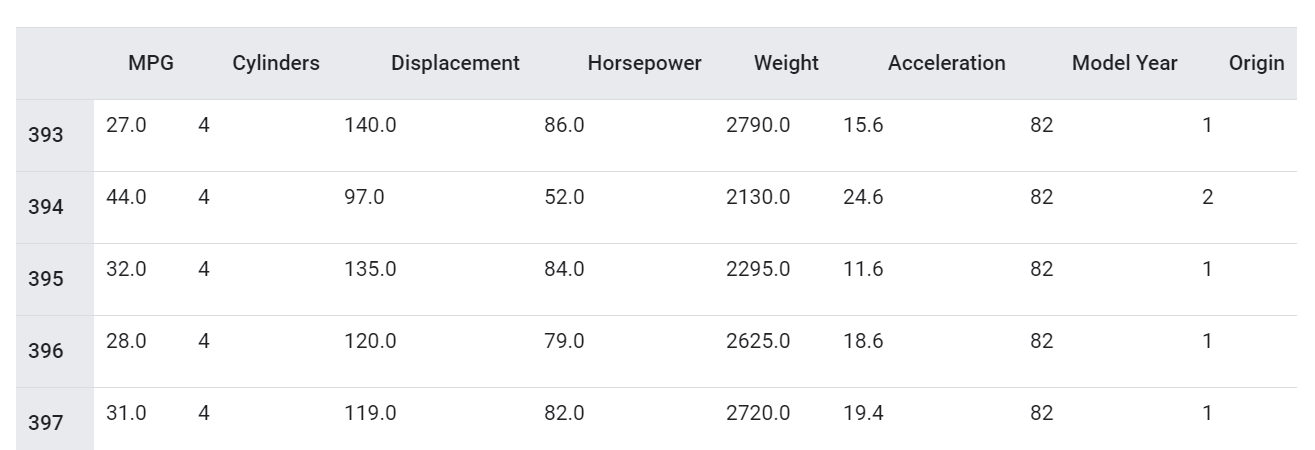 MPG Cylinders Displacement Horsepower Weight Acceleration Model Year Origin
393 27.0 4 140.0 86.0 2790.0 15.6 82 1
394 44.0 4 97.0 52.0 2130.0 24.6 82 2
395 32.0 4 135.0 84.0 2295.0 11.6 82 1
396 28.0 4 120.0 79.0 2625.0 18.6 82 1
397 31.0 4 119.0 82.0 2720.0 19.4 82 1